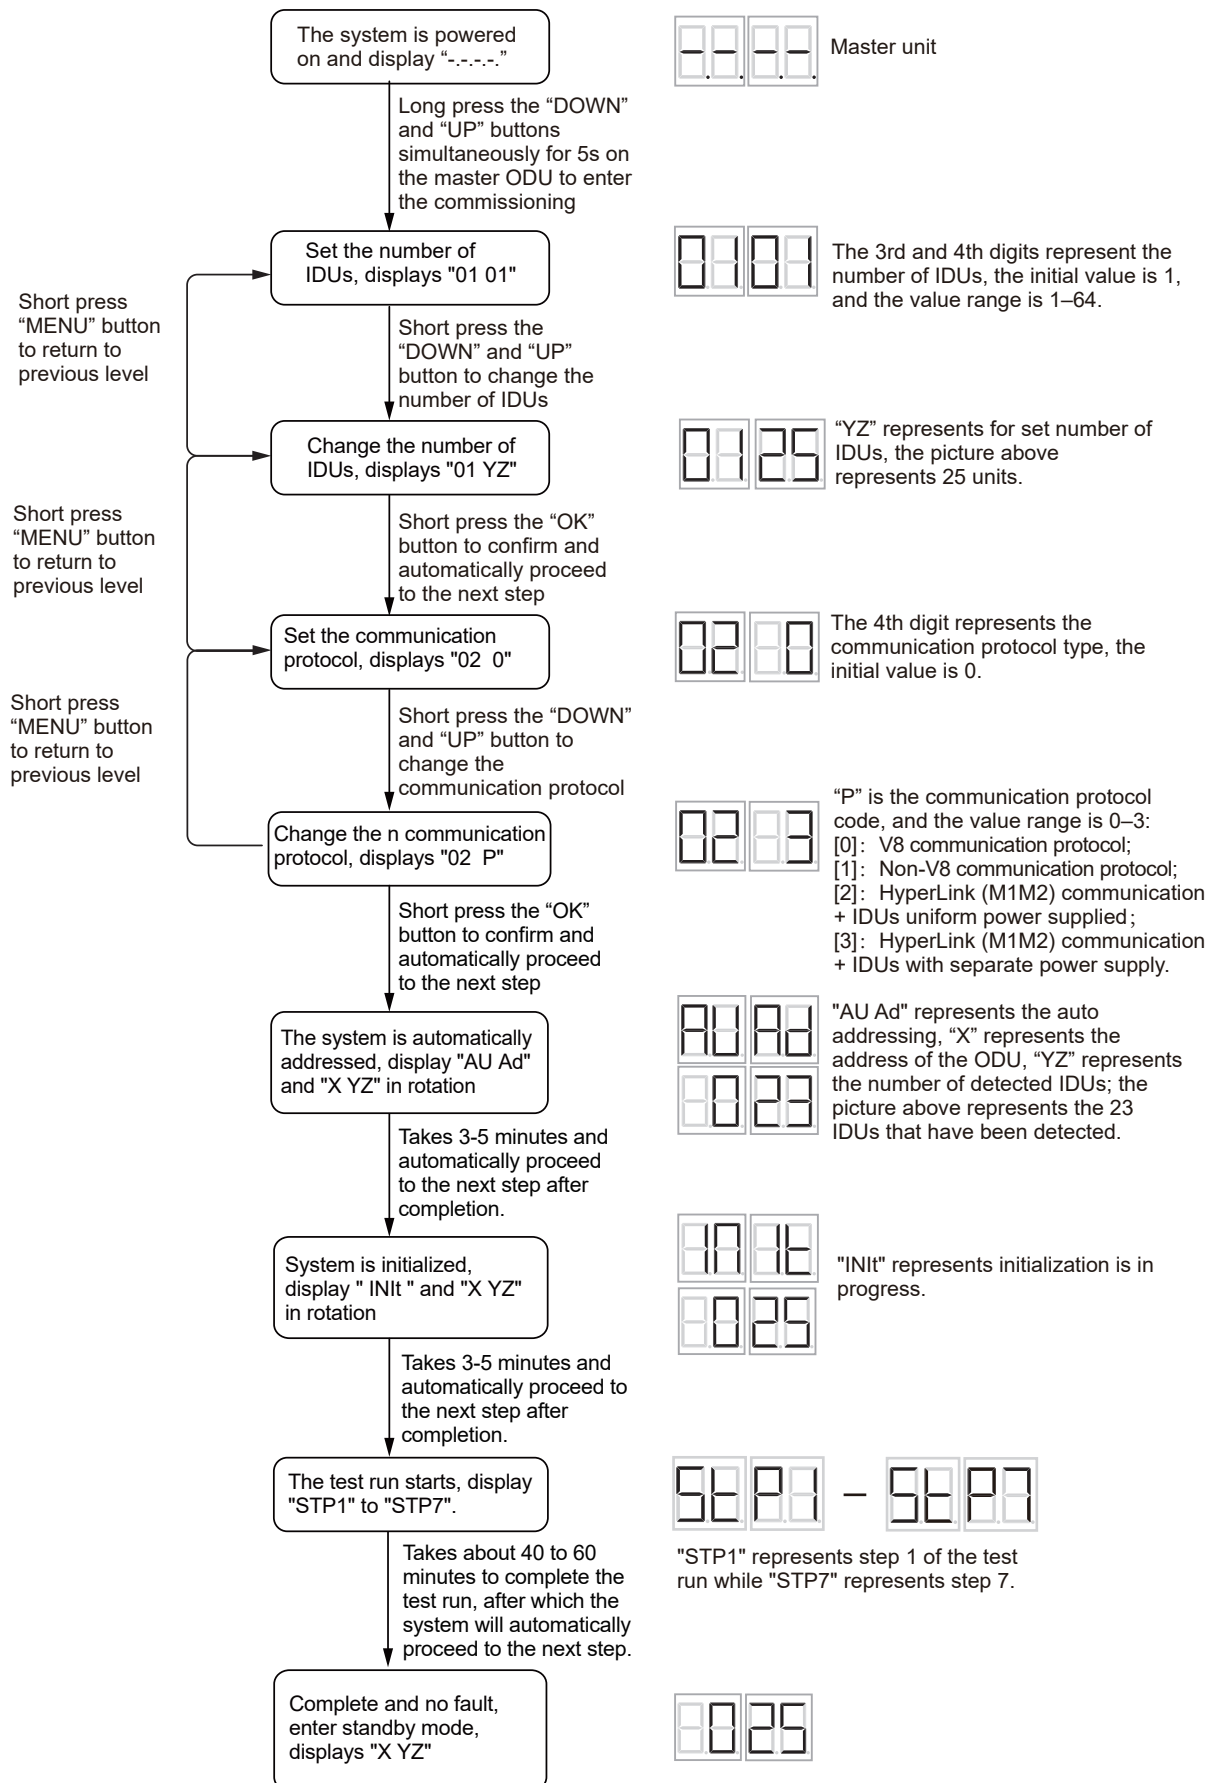 The system is powered
on and display “-.-.-.-.”
Master unit
Long press the “DOWN”
and “UP” buttons
simultaneously for 5s on
the master ODU to enter
the commissioning
Set the number of
IDUs, displays "01 01"
0101
The 3rd and 4th digits represent the
number of IDUs, the initial value is 1,
and the value range is 1–64.
Short press
“MENU” button
to return to
previous level
Short press the
“DOWN” and “UP”
button to change the
number of IDUs
Change the number of
IDUs, displays "01 YZ"
0125
“YZ” represents for set number of
IDUs, the picture above
represents 25 units.
Short press
“MENU” button
to return to
previous level
Short press the “OK”
button to confirm and
automatically proceed
to the next step
Set the communication
protocol, displays "02  0"
02 0
The 4th digit represents the
communication protocol type, the
initial value is 0.
Short press
“MENU” button
to return to
previous level
Short press the “DOWN”
and “UP” button to
change the
communication protocol
Change the n communication
protocol, displays "02  P"
02 3
“P” is the communication protocol
code, and the value range is 0–3:
[0]: V8 communication protocol;
[1]: Non-V8 communication protocol;
[2]: HyperLink (M1M2) communication
+ IDUs uniform power supplied;
[3]: HyperLink (M1M2) communication
+ IDUs with separate power supply.
Short press the “OK”
button to confirm and
automatically proceed
to the next step
The system is automatically
addressed, display "AU Ad"
and "X YZ" in rotation
AUAd
023
"AU Ad" represents the auto
addressing, “X” represents the
address of the ODU, “YZ” represents
the number of detected IDUs; the
picture above represents the 23
IDUs that have been detected.
Takes 3-5 minutes and
automatically proceed
to the next step after
completion.
System is initialized,
display " INIt " and "X YZ"
in rotation
INIt
025
"INIt" represents initialization is in
progress.
Takes 3-5 minutes and
automatically proceed to
the next step after
completion.
The test run starts, display
"STP1" to "STP7".
StP1 – StP7
"STP1" represents step 1 of the test
run while "STP7" represents step 7.
Takes about 40 to 60
minutes to complete the
test run, after which the
system will automatically
proceed to the next step.
Complete and no fault,
enter standby mode,
displays "X YZ"
025